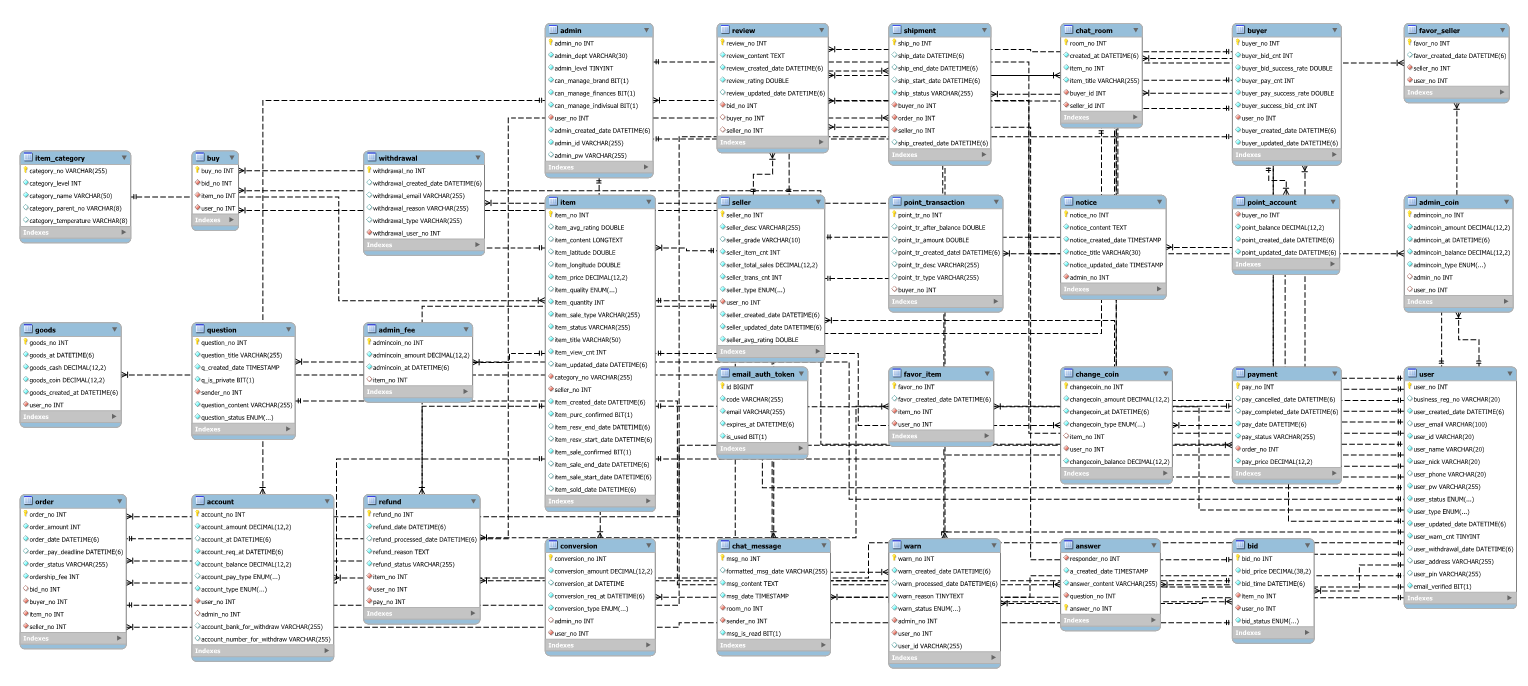 admin
admin_no INT
admin_dept VARCHAR(30)
admin_level TINYINT
can_manage_brand BIT(1)
can_manage_finances BIT(1)
can_manage_indivisual BIT(1)
user_no INT
admin_created_date DATETIME(6)
admin_id VARCHAR(255)
admin_pw VARCHAR(255)
Indexes
review
review_no INT
review_content TEXT
review_created_date DATETIME(6)
review_rating DOUBLE
review_updated_date DATETIME(6)
bid_no INT
buyer_no INT
seller_no INT
Indexes
shipment
ship_no INT
ship_date DATETIME(6)
ship_end_date DATETIME(6)
ship_start_date DATETIME(6)
ship_status VARCHAR(255)
buyer_no INT
order_no INT
seller_no INT
ship_created_date DATETIME(6)
Indexes
chat_room
room_no INT
created_at DATETIME(6)
item_no INT
item_title VARCHAR(255)
buyer_id INT
seller_id INT
Indexes
buyer
buyer_no INT
buyer_bid_cnt INT
buyer_bid_success_rate DOUBLE
buyer_pay_cnt INT
buyer_pay_success_rate DOUBLE
buyer_success_bid_cnt INT
user_no INT
buyer_created_date DATETIME(6)
buyer_updated_date DATETIME(6)
Indexes
favor_seller
favor_no INT
favor_created_date DATETIME(6)
seller_no INT
user_no INT
Indexes
item_category
category_no VARCHAR(255)
category_level INT
category_name VARCHAR(50)
category_parent_no VARCHAR(8)
category_temperature VARCHAR(8)
Indexes
buy
buy_no INT
bid_no INT
item_no INT
user_no INT
Indexes
withdrawal
withdrawal_no INT
withdrawal_created_date DATETIME(6)
withdrawal_email VARCHAR(255)
withdrawal_reason VARCHAR(255)
withdrawal_type VARCHAR(255)
withdrawal_user_no INT
Indexes
item
item_no INT
item_avg_rating DOUBLE
item_content LONGTEXT
item_latitude DOUBLE
item_longitude DOUBLE
item_price DECIMAL(12,2)
item_quality ENUM(...)
item_quantity INT
item_sale_type VARCHAR(255)
item_status VARCHAR(255)
item_title VARCHAR(50)
item_view_cnt INT
item_updated_date DATETIME(6)
category_no VARCHAR(255)
seller_no INT
item_created_date DATETIME(6)
item_purc_confirmed BIT(1)
item_resv_end_date DATETIME(6)
item_resv_start_date DATETIME(6)
item_sale_confirmed BIT(1)
item_sale_end_date DATETIME(6)
item_sale_start_date DATETIME(6)
item_sold_date DATETIME(6)
Indexes
seller
seller_no INT
seller_desc VARCHAR(255)
seller_grade VARCHAR(10)
seller_item_cnt INT
seller_total_sales DECIMAL(12,2)
seller_trans_cnt INT
seller_type ENUM(...)
user_no INT
seller_created_date DATETIME(6)
seller_updated_date DATETIME(6)
seller_avg_rating DOUBLE
Indexes
point_transaction
point_tr_no INT
point_tr_after_balance DOUBLE
point_tr_amount DOUBLE
point_tr_created_datel DATETIME(6)
point_tr_desc VARCHAR(255)
point_tr_type VARCHAR(255)
buyer_no INT
Indexes
notice
notice_no INT
notice_content TEXT
notice_created_date TIMESTAMP
notice_title VARCHAR(30)
notice_updated_date TIMESTAMP
admin_no INT
Indexes
point_account
buyer_no INT
point_balance DECIMAL(12,2)
point_created_date DATETIME(6)
point_updated_date DATETIME(6)
Indexes
admin_coin
admincoin_no INT
admincoin_amount DECIMAL(12,2)
admincoin_at DATETIME(6)
admincoin_balance DECIMAL(12,2)
admincoin_type ENUM(...)
admin_no INT
user_no INT
Indexes
goods
goods_no INT
goods_at DATETIME(6)
goods_cash DECIMAL(12,2)
goods_coin DECIMAL(12,2)
goods_created_at DATETIME(6)
user_no INT
Indexes
question
question_no INT
question_title VARCHAR(255)
q_created_date TIMESTAMP
q_is_private BIT(1)
sender_no INT
question_content VARCHAR(255)
question_status ENUM(...)
Indexes
admin_fee
admincoin_no INT
admincoin_amount DECIMAL(12,2)
admincoin_at DATETIME(6)
item_no INT
Indexes
email_auth_token
id BIGINT
code VARCHAR(255)
email VARCHAR(255)
expires_at DATETIME(6)
is_used BIT(1)
Indexes
favor_item
favor_no INT
favor_created_date DATETIME(6)
item_no INT
user_no INT
Indexes
change_coin
changecoin_no INT
changecoin_amount DECIMAL(12,2)
changecoin_at DATETIME(6)
changecoin_type ENUM(...)
item_no INT
user_no INT
changecoin_balance DECIMAL(12,2)
Indexes
payment
pay_no INT
pay_cancelled_date DATETIME(6)
pay_completed_date DATETIME(6)
pay_date DATETIME(6)
pay_status VARCHAR(255)
order_no INT
pay_price DECIMAL(12,2)
Indexes
user
user_no INT
business_reg_no VARCHAR(20)
user_created_date DATETIME(6)
user_email VARCHAR(100)
user_id VARCHAR(20)
user_name VARCHAR(20)
user_nick VARCHAR(20)
user_phone VARCHAR(20)
user_pw VARCHAR(255)
user_status ENUM(...)
user_type ENUM(...)
user_updated_date DATETIME(6)
user_warn_cnt TINYINT
user_withdrawal_date DATETIME(6)
user_address VARCHAR(255)
user_pin VARCHAR(255)
email_verified BIT(1)
Indexes
order
order_no INT
order_amount INT
order_date DATETIME(6)
order_pay_deadline DATETIME(6)
order_status VARCHAR(255)
ordership_fee INT
bid_no INT
buyer_no INT
item_no INT
seller_no INT
Indexes
account
account_no INT
account_amount DECIMAL(12,2)
account_at DATETIME(6)
account_req_at DATETIME(6)
account_balance DECIMAL(12,2)
account_pay_type ENUM(...)
account_type ENUM(...)
user_no INT
admin_no INT
account_bank_for_withdraw VARCHAR(255)
account_number_for_withdraw VARCHAR(255)
Indexes
refund
refund_no INT
refund_date DATETIME(6)
refund_processed_date DATETIME(6)
refund_reason TEXT
refund_status VARCHAR(255)
item_no INT
user_no INT
pay_no INT
Indexes
conversion
conversion_no INT
conversion_amount DECIMAL(12,2)
conversion_at DATETIME
conversion_req_at DATETIME(6)
conversion_type ENUM(...)
admin_no INT
user_no INT
Indexes
chat_message
msg_no INT
formatted_msg_date VARCHAR(255)
msg_content TEXT
msg_date TIMESTAMP
room_no INT
sender_no INT
msg_is_read BIT(1)
Indexes
warn
warn_no INT
warn_created_date DATETIME(6)
warn_processed_date DATETIME(6)
warn_reason TINYTEXT
warn_status ENUM(...)
admin_no INT
user_no INT
user_id VARCHAR(255)
Indexes
answer
responder_no INT
a_created_date TIMESTAMP
answer_content VARCHAR(255)
question_no INT
answer_no INT
Indexes
bid
bid_no INT
bid_price DECIMAL(38,2)
bid_time DATETIME(6)
item_no INT
user_no INT
bid_status ENUM(...)
Indexes